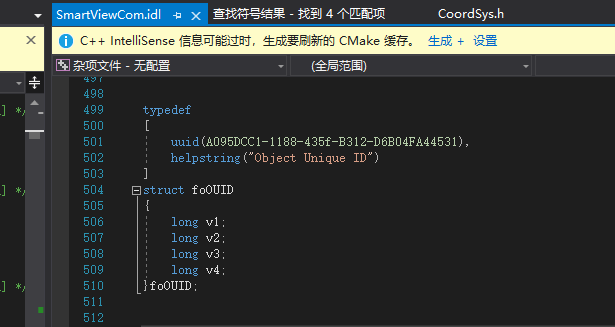 SmartViewCom.idl
查找符号结果 - 找到 4 个匹配项
CoordSys.h
C++ IntelliSense 信息可能过时，生成要刷新的 CMake 缓存。 生成 + 设置
杂项文件 - 无配置
(全局范围)
497
498
499 typedef
500 [
501 uuid(A095DCC1-1188-435f-B312-D6B04FA44531),
502 helpstring("Object Unique ID")
503 ]
504 struct foOUID
505 {
506 long v1;
507 long v2;
508 long v3;
509 long v4;
510 }foOUID;
511
512
] */
] */
] */